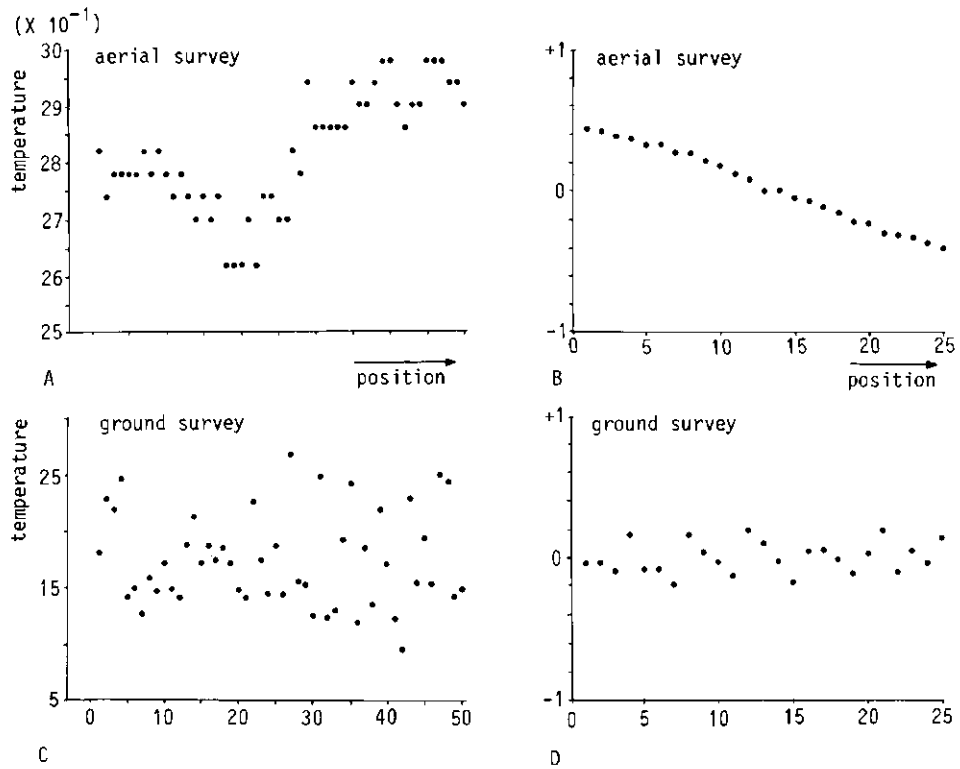 (X 10⁻¹)
temperature
30
29
28
27
26
25
aerial survey
A
position
+1
0
-1
aerial survey
0 5 10 15 20 25
B
position
temperature
1
25
15
5
ground survey
0 10 20 30 40 50
C
+1
0
-1
ground survey
0 5 10 15 20 25
D